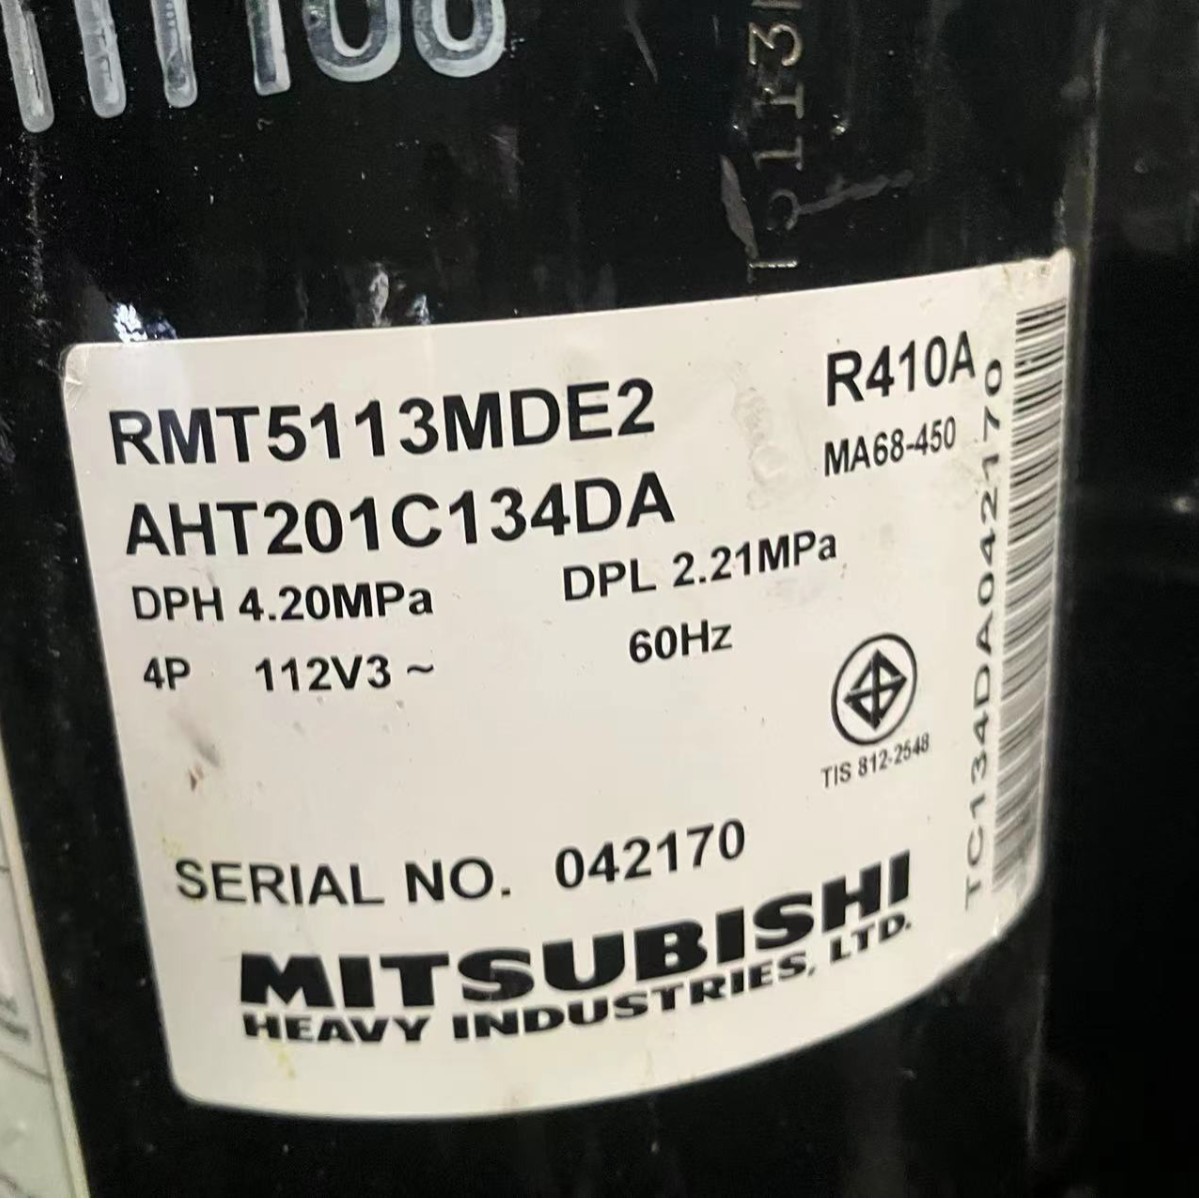 RMT5113MDE2
R410A
AHT201C134DA
MA68-450
DPH 4.20MPa
DPL 2.21MPa
4P 112V3~
60Hz
TIS 812-2548
SERIAL NO. 042170
MITSUBISHI
HEAVY INDUSTRIES, LTD.
TC134DA042170